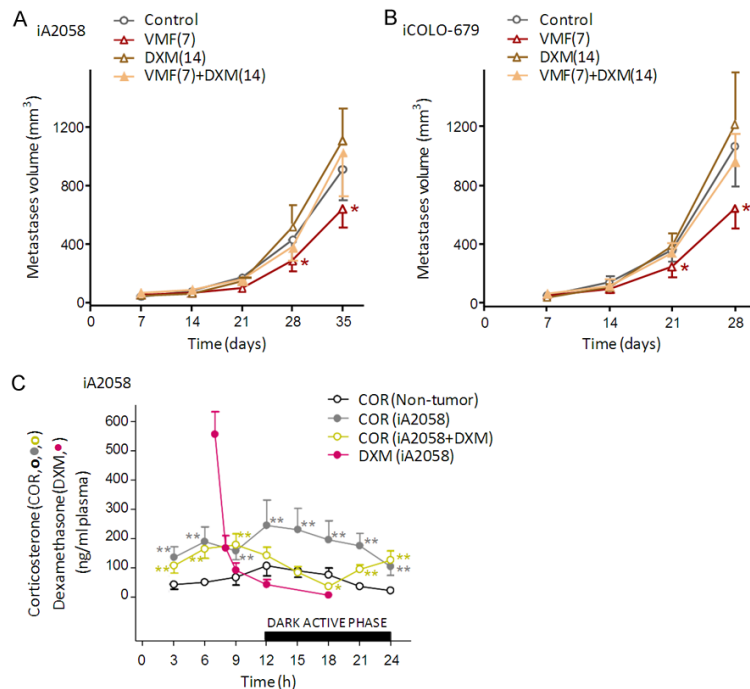 A
iA2058
Control
VMF(7)
DXM(14)
VMF(7)+DXM(14)
Metastases volume (mm³)
1200
800
400
0
*
*
0 7 14 21 28 35
Time (days)
B
iCOLO-679
Control
VMF(7)
DXM(14)
VMF(7)+DXM(14)
Metastases volume (mm³)
1200
800
400
0
*
*
0 7 14 21 28
Time (days)
C
iA2058
COR (Non-tumor)
COR (iA2058)
COR (iA2058+DXM)
DXM (iA2058)
Corticosterone (COR,
Dexamethasone (DXM,
(ng/ml plasma)
600
500
400
300
200
100
0
** ** ** ** ** ** ** **
** ** ** * ** **
DARK ACTIVE PHASE
0 3 6 9 12 15 18 21 24
Time (h)